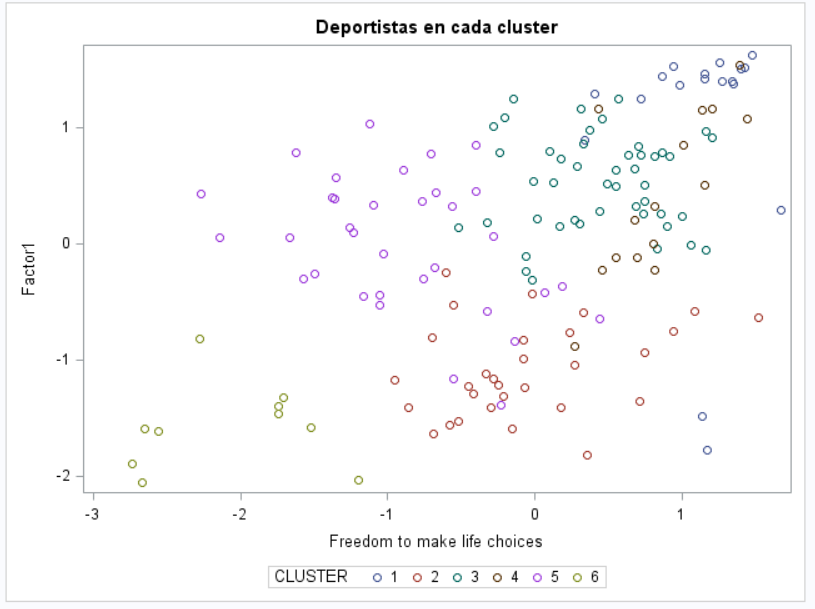 Deportistas en cada cluster
Factor1
1
0
-1
-2
-3 -2 -1 0 1
Freedom to make life choices
CLUSTER 1 2 3 4 5 6